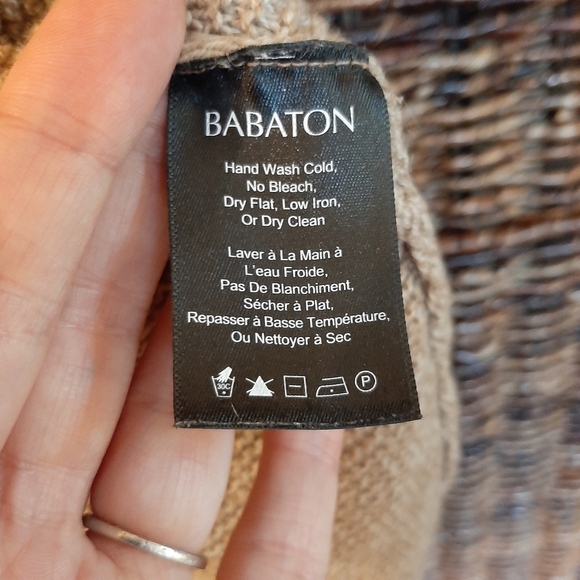 BABATON
Hand Wash Cold,
No Bleach,
Dry Flat, Low Iron,
Or Dry Clean
Laver à La Main à
L'eau Froide,
Pas De Blanchiment,
Sécher à Plat,
Repasser à Basse Température,
Ou Nettoyer à Sec
30C P